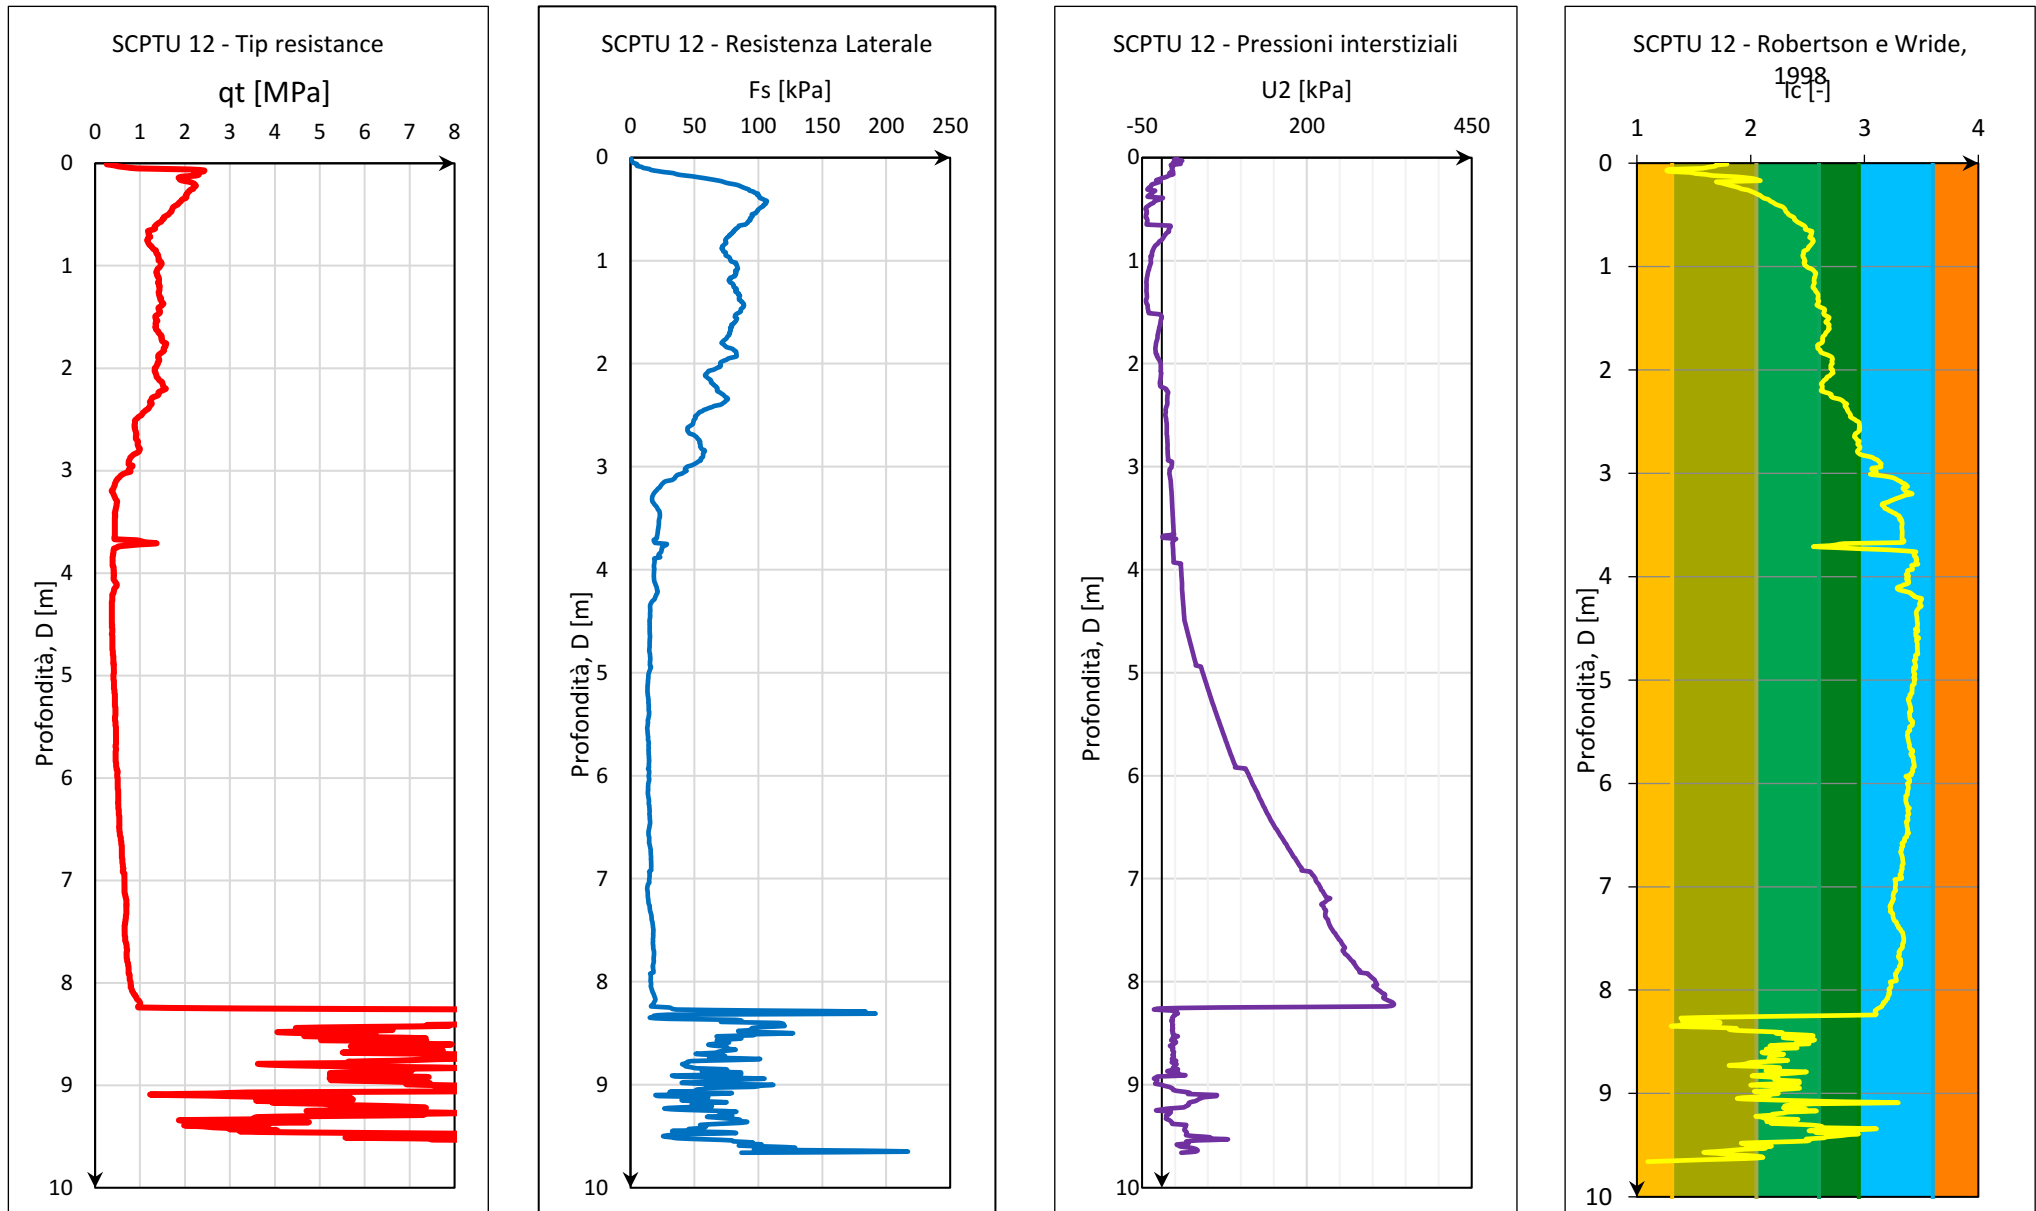 SCPTU 12 - Tip resistance
qt [MPa]
0 1 2 3 4 5 6 7 8
0
1
2
3
4
5
6
7
8
9
10
Profondità, D [m]
SCPTU 12 - Resistenza Laterale
Fs [kPa]
0 50 100 150 200 250
0
1
2
3
4
5
6
7
8
9
10
Profondità, D [m]
SCPTU 12 - Pressioni interstiziali
U2 [kPa]
-50 200 450
0
1
2
3
4
5
6
7
8
9
10
Profondità, D [m]
SCPTU 12 - Robertson e Wride,
1998
Ic [-]
1 2 3 4
0
1
2
3
4
5
6
7
8
9
10
Profondità, D [m]